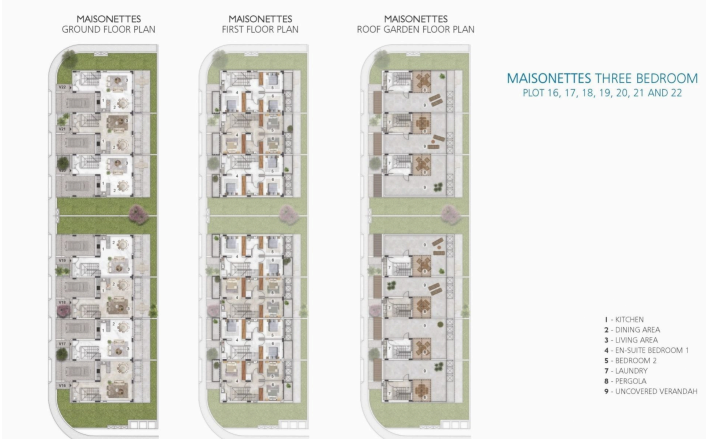 MAISONETTES
GROUND FLOOR PLAN
MAISONETTES
FIRST FLOOR PLAN
MAISONETTES
ROOF GARDEN FLOOR PLAN
MAISONETTES THREE BEDROOM
PLOT 16, 17, 18, 19, 20, 21 AND 22
1 - KITCHEN
2 - DINING AREA
3 - LIVING AREA
4 - EN-SUITE BEDROOM 1
5 - BEDROOM 2
7 - LAUNDRY
8 - PERGOLA
9 - UNCOVERED VERANDAH